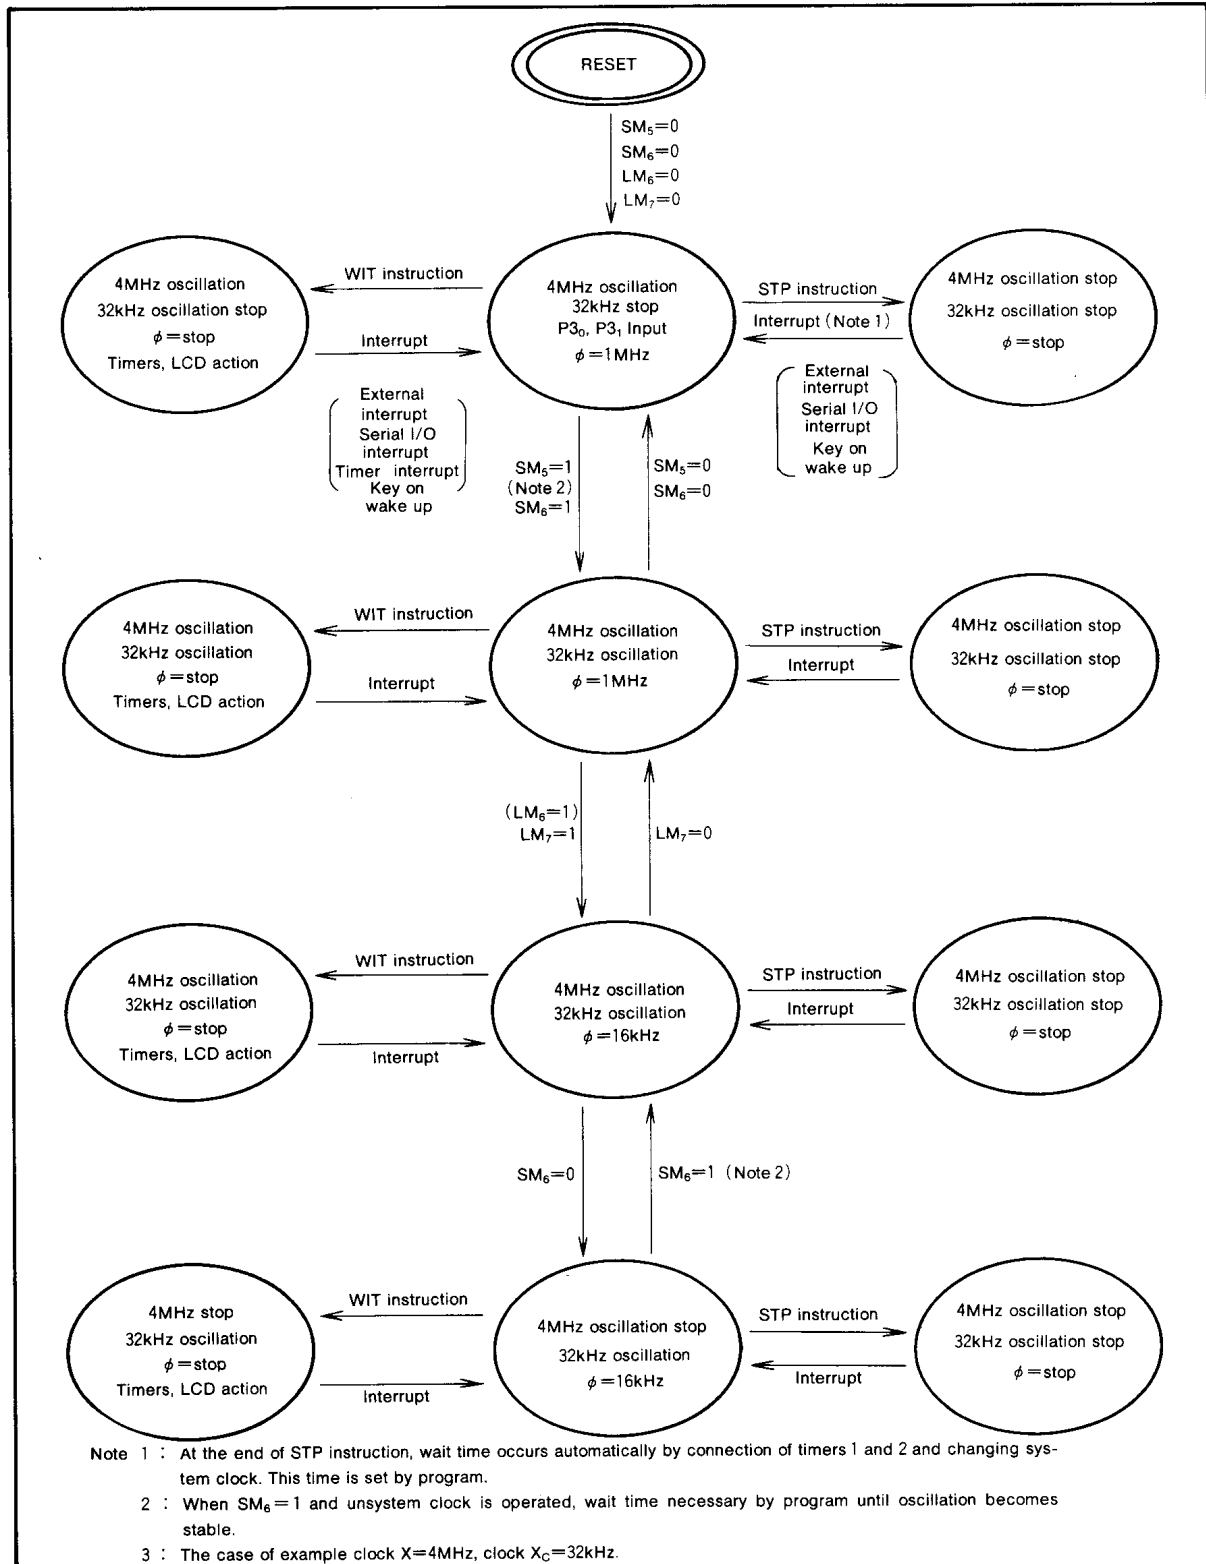 RESET
SM₅=0
SM₆=0
LM₆=0
LM₇=0
4MHz oscillation
32kHz oscillation stop
φ=stop
Timers, LCD action
WIT instruction
Interrupt
External
interrupt
Serial I/O
interrupt
Timer interrupt
Key on
wake up
4MHz oscillation
32kHz stop
P3₀, P3₁ Input
φ=1MHz
STP instruction
Interrupt (Note 1)
External
interrupt
Serial I/O
interrupt
Key on
wake up
4MHz oscillation stop
32kHz oscillation stop
φ=stop
SM₅=1
(Note 2)
SM₆=1
SM₅=0
SM₆=0
4MHz oscillation
32kHz oscillation
φ=stop
Timers, LCD action
WIT instruction
Interrupt
4MHz oscillation
32kHz oscillation
φ=1MHz
STP instruction
Interrupt
4MHz oscillation stop
32kHz oscillation stop
φ=stop
(LM₆=1)
LM₇=1
LM₇=0
4MHz oscillation
32kHz oscillation
φ=stop
Timers, LCD action
WIT instruction
Interrupt
4MHz oscillation
32kHz oscillation
φ=16kHz
STP instruction
Interrupt
4MHz oscillation stop
32kHz oscillation stop
φ=stop
SM₆=0
SM₆=1 (Note 2)
4MHz stop
32kHz oscillation
φ=stop
Timers, LCD action
WIT instruction
Interrupt
4MHz oscillation stop
32kHz oscillation
φ=16kHz
STP instruction
Interrupt
4MHz oscillation stop
32kHz oscillation stop
φ=stop
Note 1 : At the end of STP instruction, wait time occurs automatically by connection of timers 1 and 2 and changing sys-
tem clock. This time is set by program.
2 : When SM₆=1 and unsystem clock is operated, wait time necessary by program until oscillation becomes
stable.
3 : The case of example clock X=4MHz, clock X_C=32kHz.